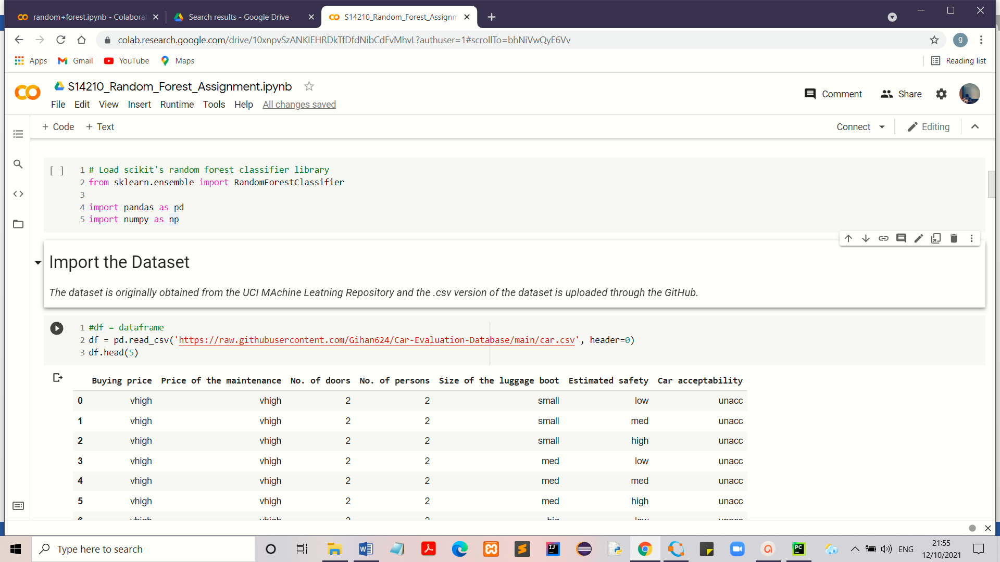 random+forest.ipynb - Colabora
Search results - Google Drive
S14210_Random_Forest_Assignm
colab.research.google.com/drive/10xnpvSzANKlEHRDkTfDfdNibCdFvMhvL?authuser=1#scrollTo=bhNiVwQyE6Vv
g
Apps
Gmail
YouTube
Maps
Reading list
S14210_Random_Forest_Assignment.ipynb
Comment
Share
File Edit View Insert Runtime Tools Help All changes saved
+ Code + Text
Connect
Editing
[ ]
1 # Load scikit's random forest classifier library
2 from sklearn.ensemble import RandomForestClassifier
3
4 import pandas as pd
5 import numpy as np
Import the Dataset
The dataset is originally obtained from the UCI MAchine Leatning Repository and the .csv version of the dataset is uploaded through the GitHub.
1 #df = dataframe
2 df = pd.read_csv('https://raw.githubusercontent.com/Gihan624/Car-Evaluation-Database/main/car.csv', header=0)
3 df.head(5)
Buying price Price of the maintenance No. of doors No. of persons Size of the luggage boot Estimated safety Car acceptability
0 vhigh vhigh 2 2 small low unacc
1 vhigh vhigh 2 2 small med unacc
2 vhigh vhigh 2 2 small high unacc
3 vhigh vhigh 2 2 med low unacc
4 vhigh vhigh 2 2 med med unacc
5 vhigh vhigh 2 2 med high unacc
6 vhigh vhigh 2 2 big low unacc
Type here to search
ENG
21:55
12/10/2021